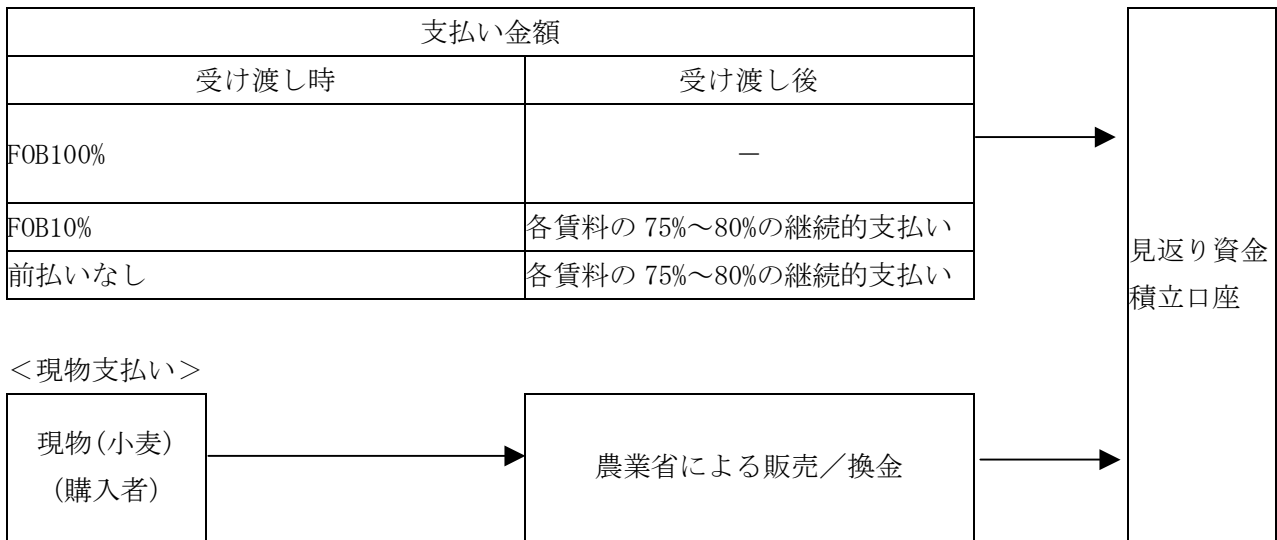 支払い金額
受け渡し時 受け渡し後
FOB100% －
FOB10% 各賃料の 75%～80%の継続的支払い
前払いなし 各賃料の 75%～80%の継続的支払い
見返り資金
積立口座
＜現物支払い＞
現物(小麦)
(購入者)
農業省による販売／換金